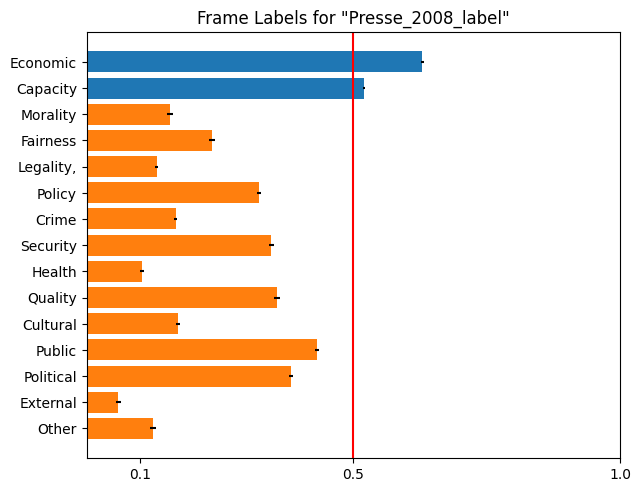 Frame Labels for "Presse_2008_label"
Economic
Capacity
Morality
Fairness
Legality,
Policy
Crime
Security
Health
Quality
Cultural
Public
Political
External
Other
0.1 0.5 1.0